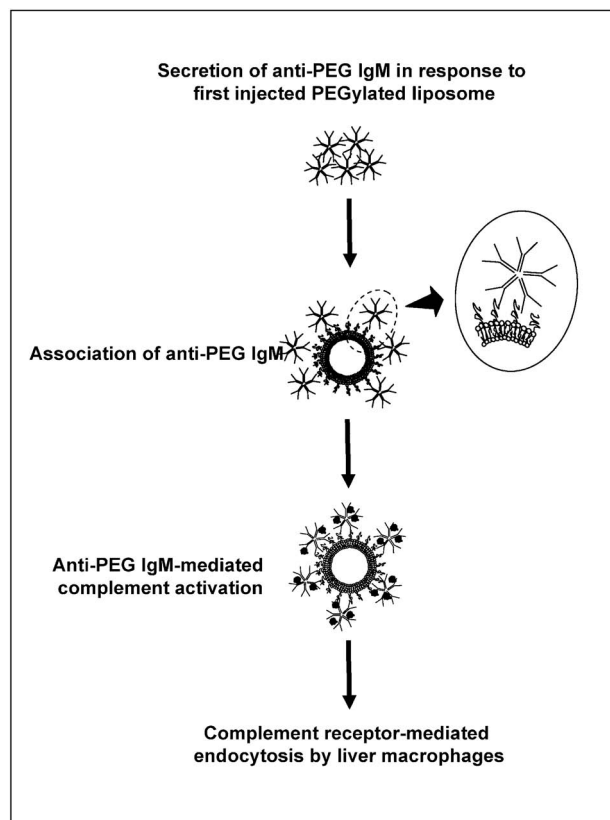 Secretion of anti-PEG IgM in response to
first injected PEGylated liposome
Association of anti-PEG IgM
Anti-PEG IgM-mediated
complement activation
Complement receptor-mediated
endocytosis by liver macrophages